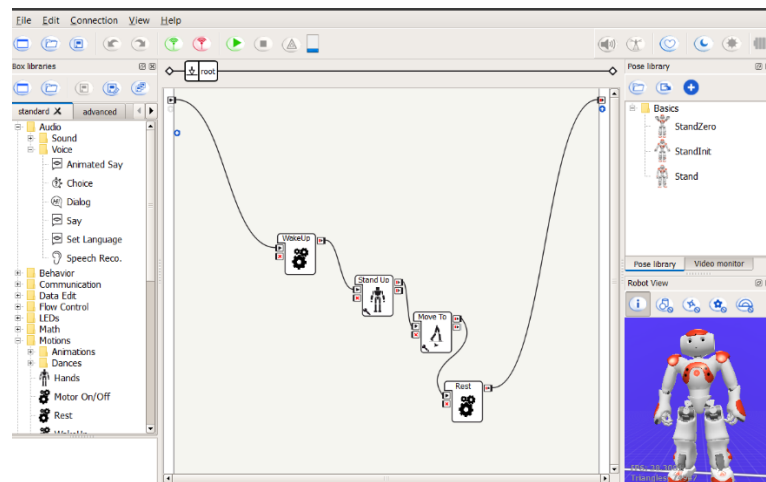 File Edit Connection View Help
Box libraries
root
Pose library
standard X advanced
Audio
Sound
Voice
Animated Say
Choice
Dialog
Say
Set Language
Speech Reco.
Behavior
Communication
Data Edit
Flow Control
LEDs
Math
Motions
Animations
Dances
Hands
Motor On/Off
Rest
WakeUp
WakeUp
Stand Up
Move To
Rest
Basics
StandZero
StandInit
Stand
Pose library Video monitor
Robot View